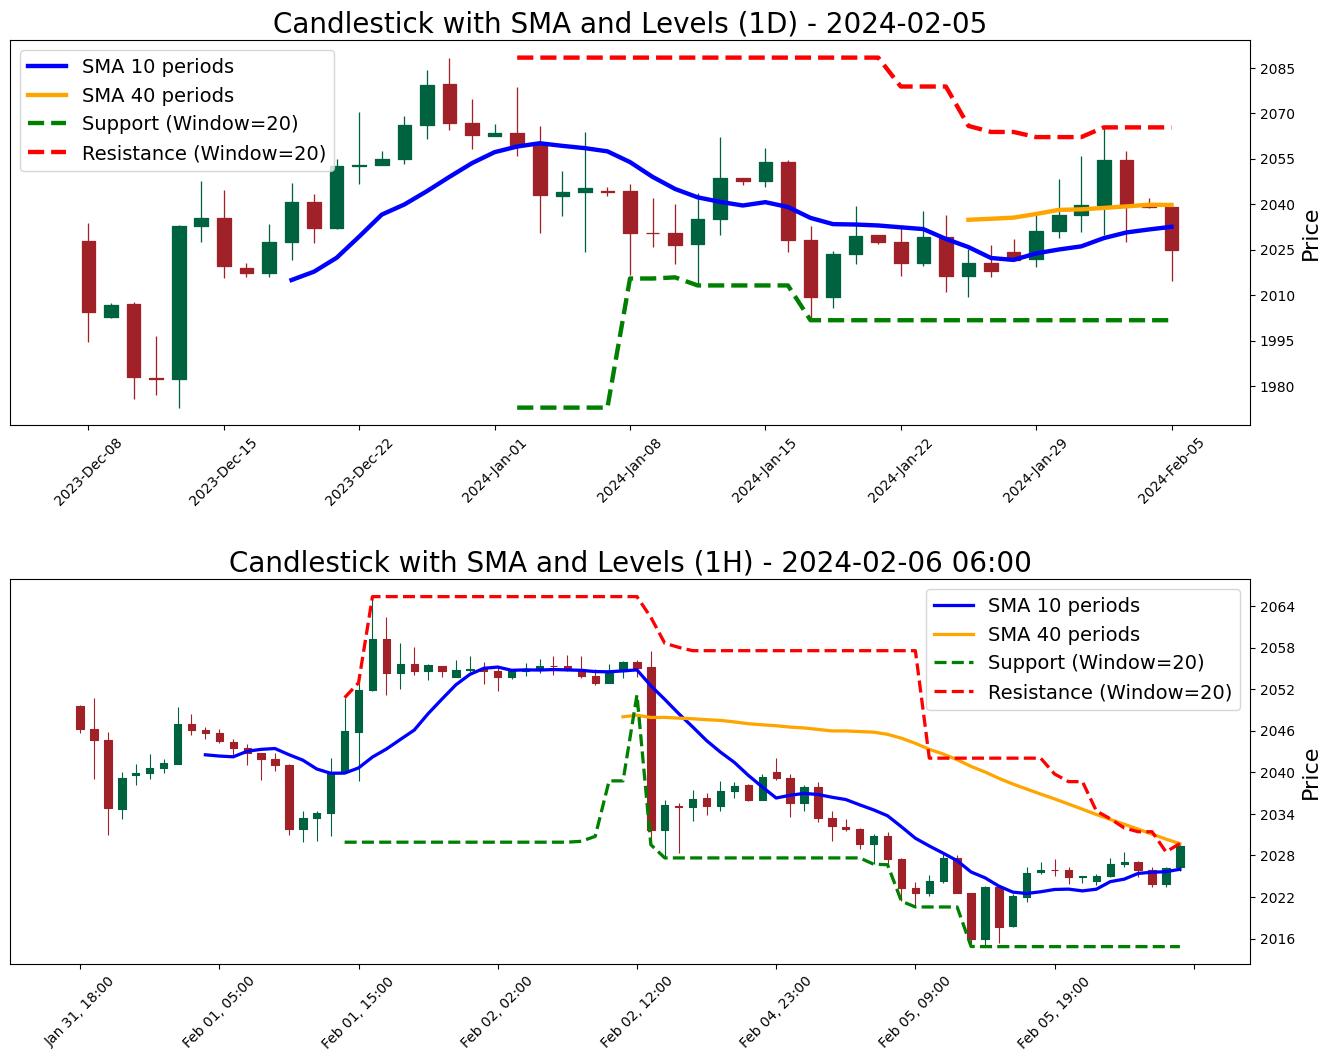 Candlestick with SMA and Levels (1D) - 2024-02-05
SMA 10 periods
SMA 40 periods
Support (Window=20)
Resistance (Window=20)
2085
2070
2055
2040
2025
2010
1995
1980
Price
2023-Dec-08
2023-Dec-15
2023-Dec-22
2024-Jan-01
2024-Jan-08
2024-Jan-15
2024-Jan-22
2024-Jan-29
2024-Feb-05
Candlestick with SMA and Levels (1H) - 2024-02-06 06:00
SMA 10 periods
SMA 40 periods
Support (Window=20)
Resistance (Window=20)
2064
2058
2052
2046
2040
2034
2028
2022
2016
Price
Jan 31, 18:00
Feb 01, 05:00
Feb 01, 15:00
Feb 02, 02:00
Feb 02, 12:00
Feb 04, 23:00
Feb 05, 09:00
Feb 05, 19:00